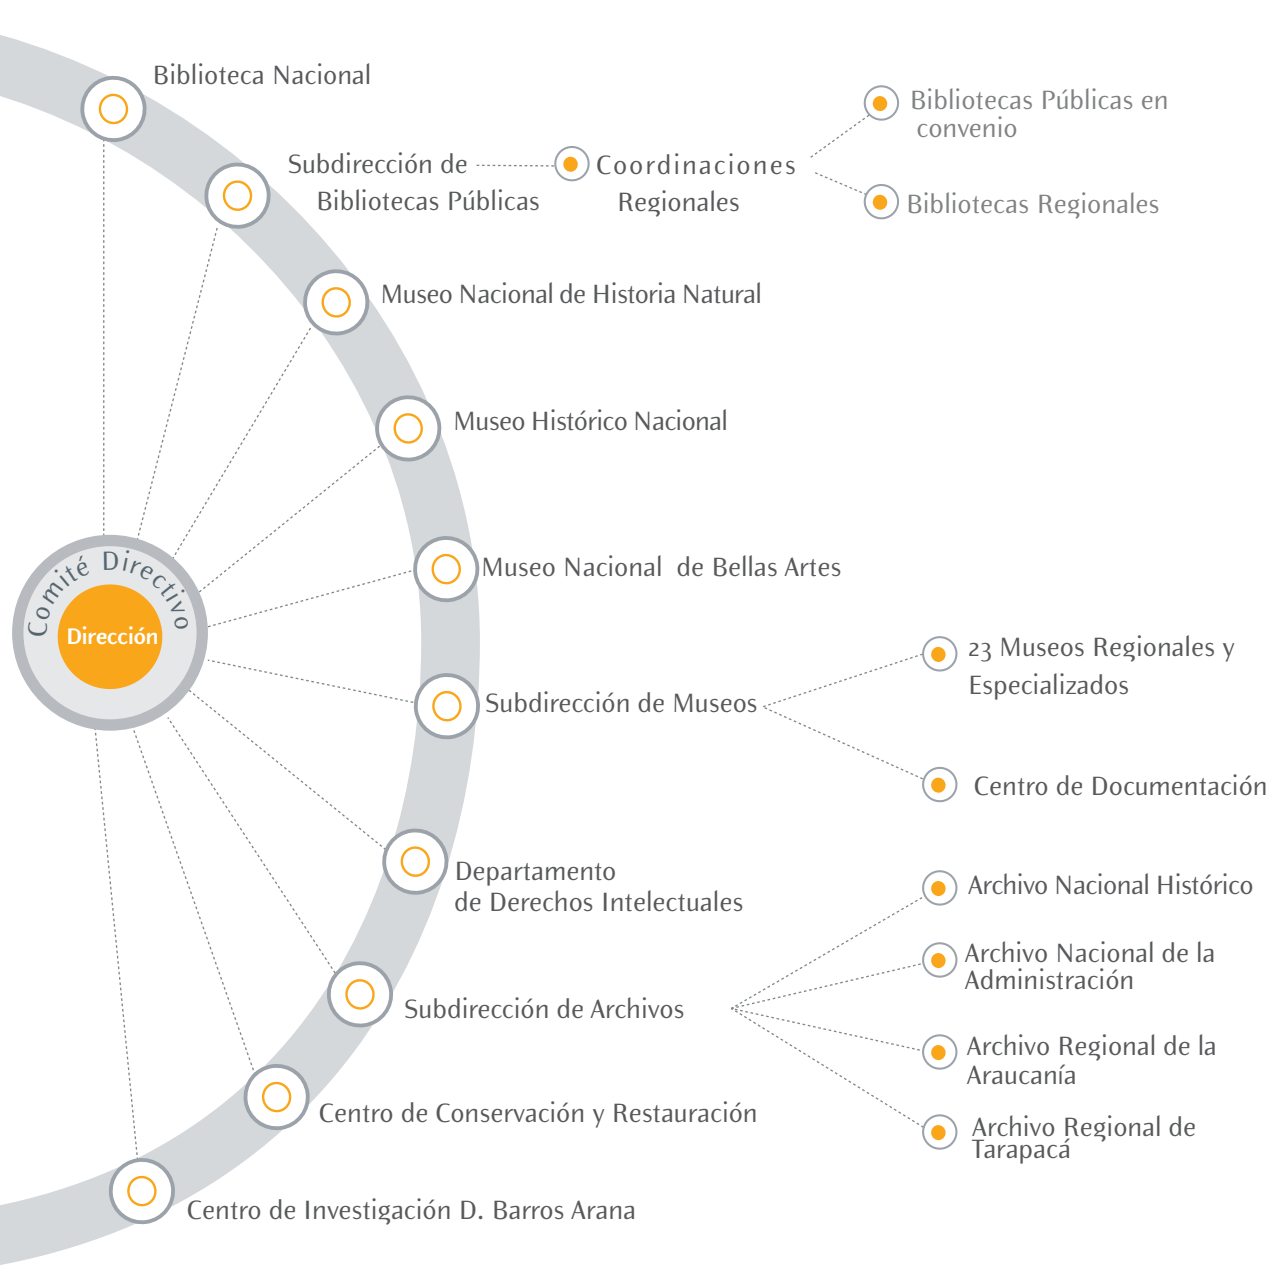 Biblioteca Nacional
Subdirección de
Bibliotecas Públicas
Coordinaciones
Regionales
Bibliotecas Públicas en
convenio
Bibliotecas Regionales
Museo Nacional de Historia Natural
Museo Histórico Nacional
Museo Nacional de Bellas Artes
Comité Directivo
Dirección
Subdirección de Museos
23 Museos Regionales y
Especializados
Centro de Documentación
Departamento
de Derechos Intelectuales
Subdirección de Archivos
Archivo Nacional Histórico
Archivo Nacional de la
Administración
Archivo Regional de la
Araucanía
Archivo Regional de
Tarapacá
Centro de Conservación y Restauración
Centro de Investigación D. Barros Arana